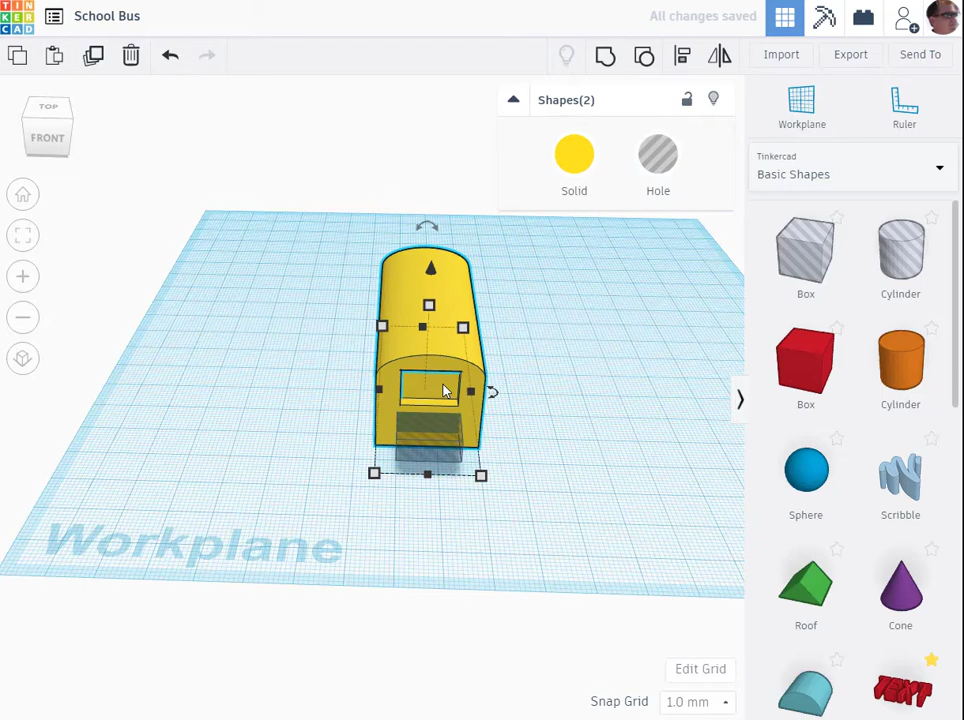 TIN
KER
CAD
School Bus
All changes saved
Import
Export
Send To
TOP
FRONT
Shapes(2)
Solid
Hole
Workplane
Ruler
Tinkercad
Basic Shapes
Box
Cylinder
Box
Cylinder
Sphere
Scribble
Roof
Cone
TEXT
Workplane
Edit Grid
Snap Grid
1.0 mm